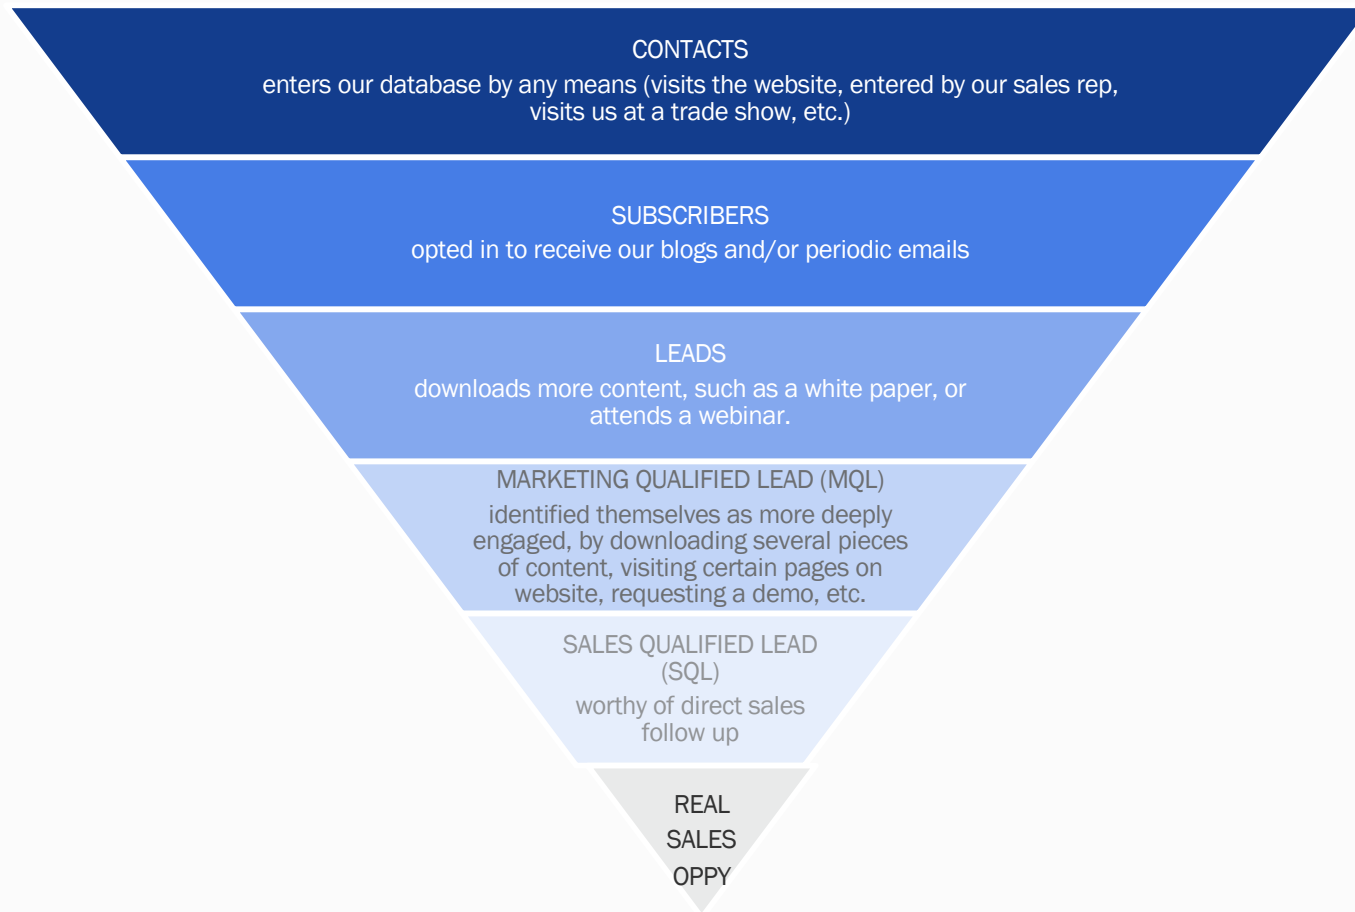 CONTACTS
enters our database by any means (visits the website, entered by our sales rep,
visits us at a trade show, etc.)
SUBSCRIBERS
opted in to receive our blogs and/or periodic emails
LEADS
downloads more content, such as a white paper, or
attends a webinar.
MARKETING QUALIFIED LEAD (MQL)
identified themselves as more deeply
engaged, by downloading several pieces
of content, visiting certain pages on
website, requesting a demo, etc.
SALES QUALIFIED LEAD
(SQL)
worthy of direct sales
follow up
REAL
SALES
OPPY